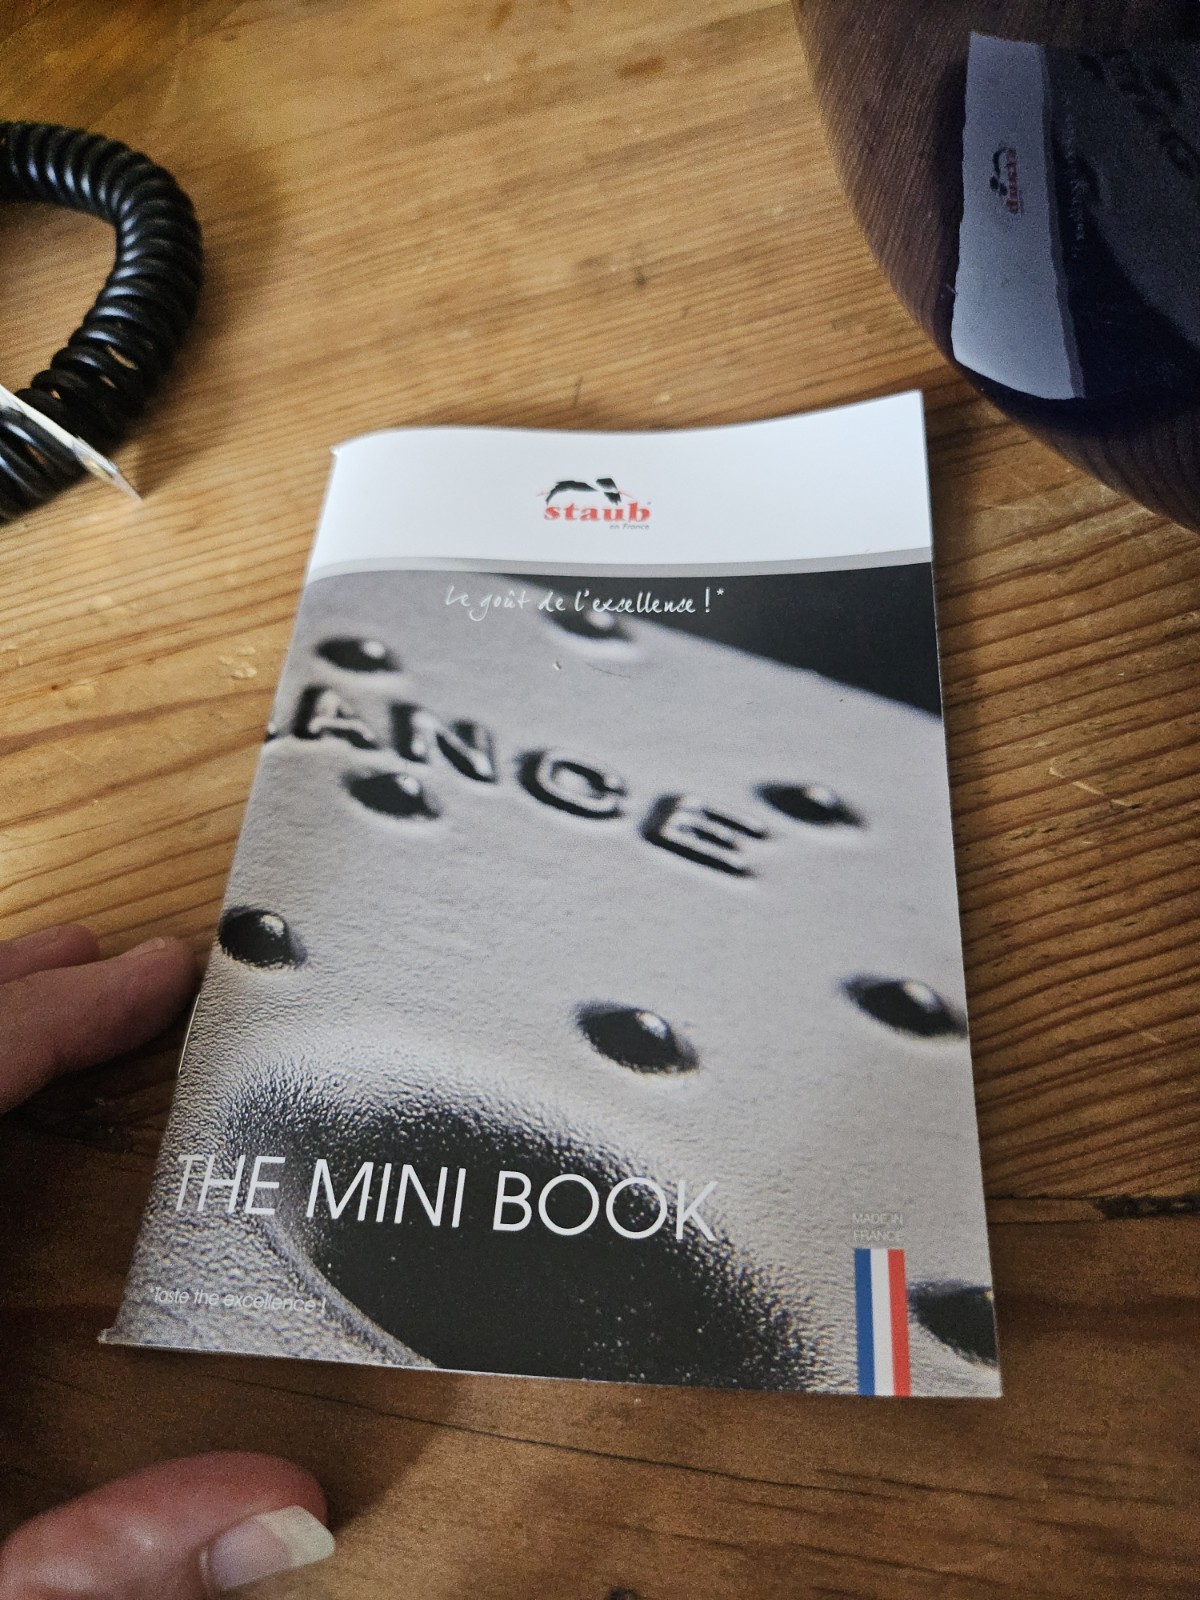 staub
en France
Le goût de l'excellence !*
ANCE
THE MINI BOOK
MADE IN
FRANCE
*Taste the excellence !